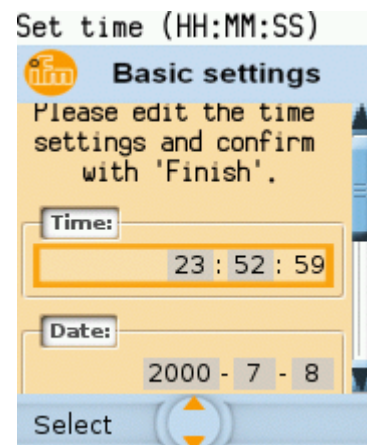 Set time (HH:MM:SS)
ifm
Basic settings
Please edit the time
settings and confirm
with 'Finish'.
Time:
23 : 52 : 59
Date:
2000 - 7 - 8
Select